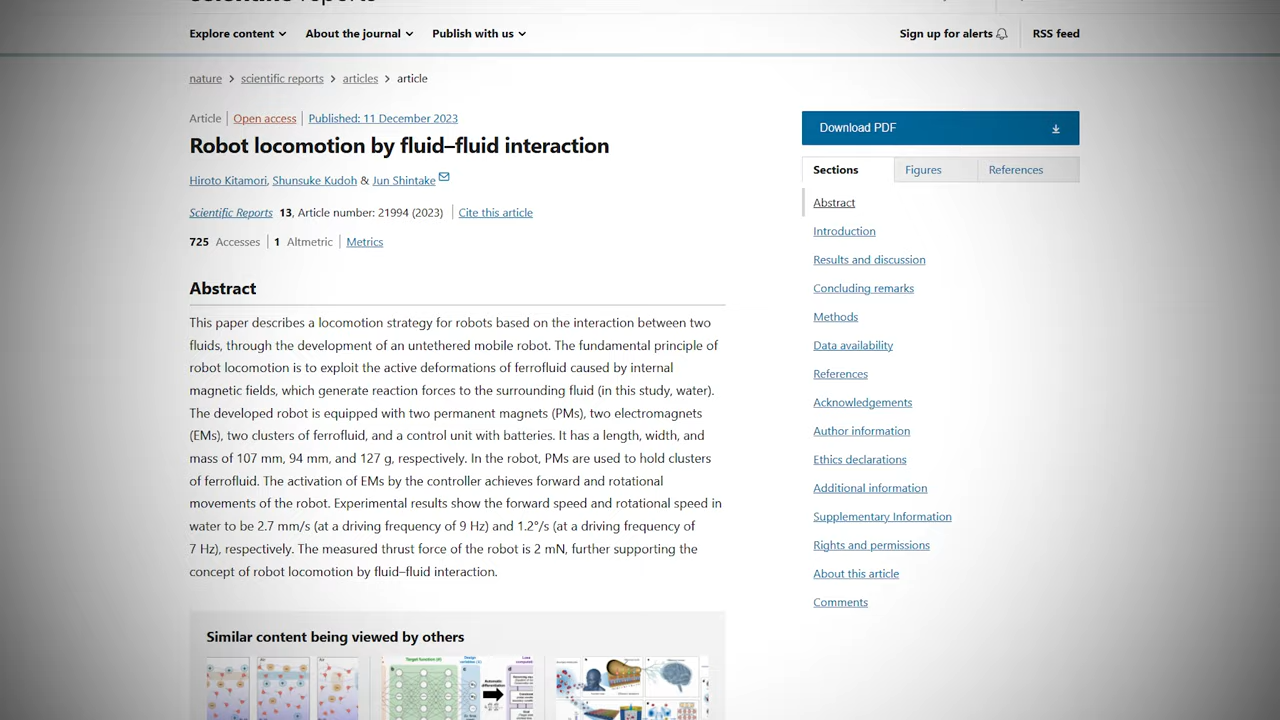 Explore content
About the journal
Publish with us
Sign up for alerts
RSS feed
nature > scientific reports > articles > article
Article | Open access | Published: 11 December 2023
Robot locomotion by fluid–fluid interaction
Hiroto Kitamori, Shunsuke Kudoh & Jun Shintake
Scientific Reports 13, Article number: 21994 (2023) | Cite this article
725 Accesses | 1 Altmetric | Metrics
Abstract
This paper describes a locomotion strategy for robots based on the interaction between two
fluids, through the development of an untethered mobile robot. The fundamental principle of
robot locomotion is to exploit the active deformations of ferrofluid caused by internal
magnetic fields, which generate reaction forces to the surrounding fluid (in this study, water).
The developed robot is equipped with two permanent magnets (PMs), two electromagnets
(EMs), two clusters of ferrofluid, and a control unit with batteries. It has a length, width, and
mass of 107 mm, 94 mm, and 127 g, respectively. In the robot, PMs are used to hold clusters
of ferrofluid. The activation of EMs by the controller achieves forward and rotational
movements of the robot. Experimental results show the forward speed and rotational speed in
water to be 2.7 mm/s (at a driving frequency of 9 Hz) and 1.2°/s (at a driving frequency of
7 Hz), respectively. The measured thrust force of the robot is 2 mN, further supporting the
concept of robot locomotion by fluid–fluid interaction.
Similar content being viewed by others
Target function
Download PDF
Sections
Figures
References
Abstract
Introduction
Results and discussion
Concluding remarks
Methods
Data availability
References
Acknowledgements
Author information
Ethics declarations
Additional information
Supplementary Information
Rights and permissions
About this article
Comments